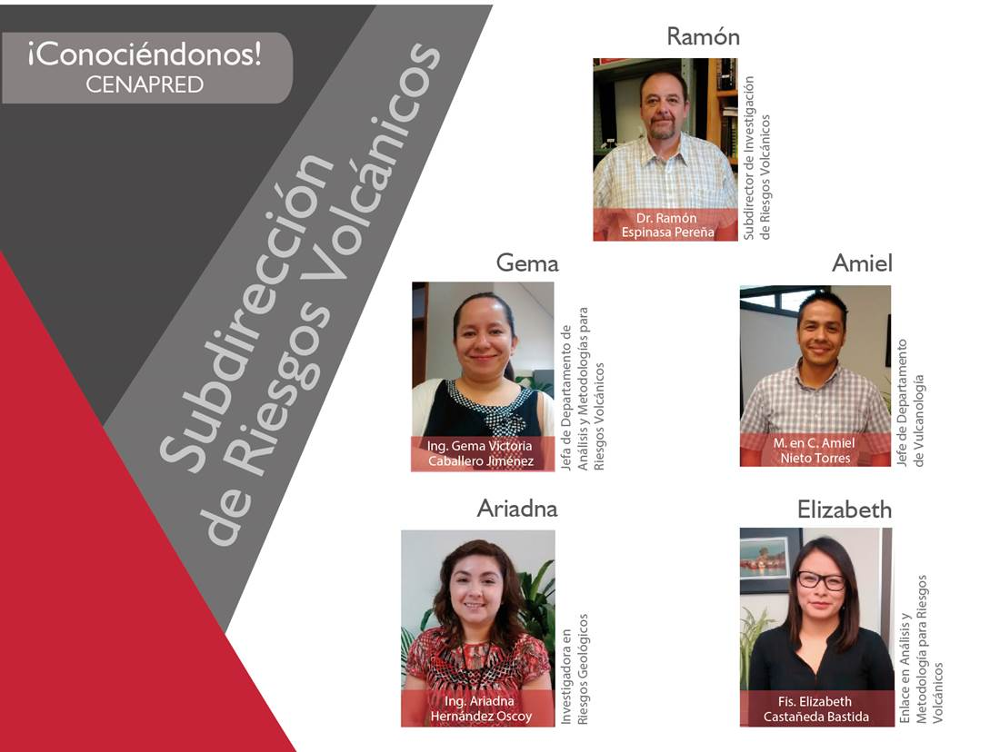 ¡Conociéndonos!
CENAPRED
Subdirección
de Riesgos Volcánicos
Ramón
Dr. Ramón
Espinasa Pereña
Subdirector de Investigación
de Riesgos Volcánicos
Gema
Ing. Gema Victoria
Caballero Jiménez
Jefa de Departamento de
Análisis y Metodologías para
Riesgos Volcánicos
Amiel
M. en C. Amiel
Nieto Torres
Jefe de Departamento
de Vulcanología
Ariadna
Ing. Ariadna
Hernández Oscoy
Investigadora en
Riesgos Geológicos
Elizabeth
Fis. Elizabeth
Castañeda Bastida
Enlace en Análisis y
Metodología para Riesgos
Volcánicos